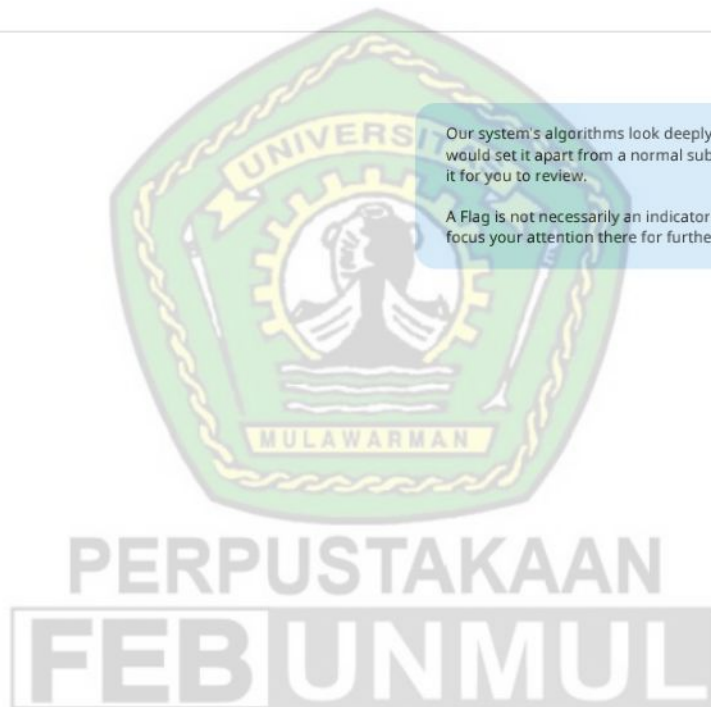 Our system's algorithms look deeply
would set it apart from a normal sub
it for you to review.
A Flag is not necessarily an indicator
focus your attention there for furthe
UNIVERSIT
MULAWARMAN
PERPUSTAKAAN
FEB UNMUL